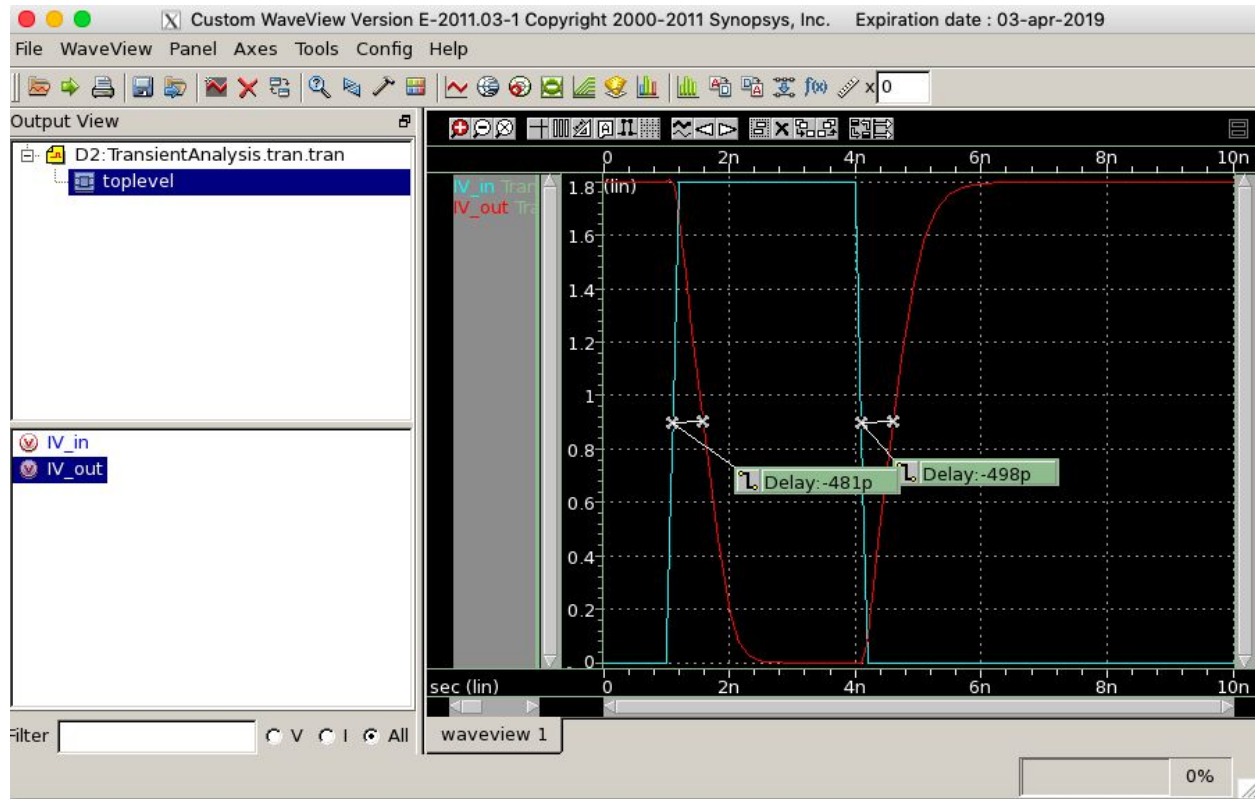 Custom WaveView Version E-2011.03-1 Copyright 2000-2011 Synopsys, Inc. Expiration date : 03-apr-2019
File WaveView Panel Axes Tools Config Help
f(x) x 0
Output View
D2:TransientAnalysis.tran.tran
toplevel
IV_in
IV_out
Filter V I All
0 2n 4n 6n 8n 10n
IV_in Tran
IV_out Tra
(lin)
1.8
1.6
1.4
1.2
1
0.8
0.6
0.4
0.2
0
Delay:-481p
Delay:-498p
sec (lin) 0 2n 4n 6n 8n 10n
waveview 1
0%